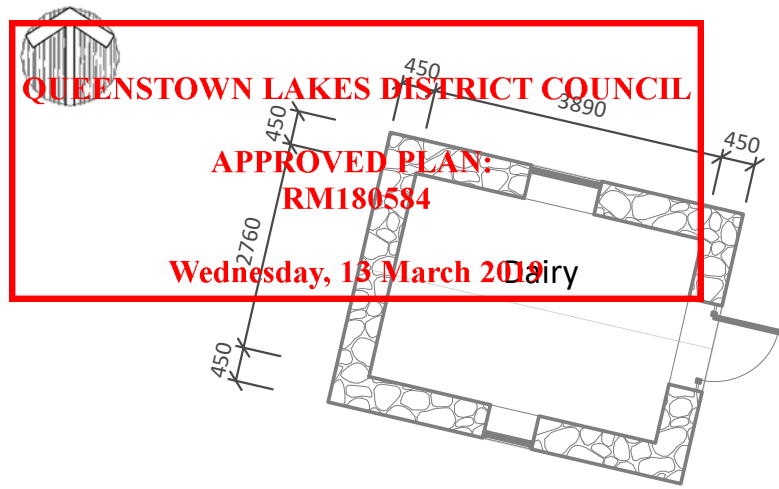 QUEENSTOWN LAKES DISTRICT COUNCIL
APPROVED PLAN:
RM180584
Wednesday, 13 March 2019
450
3890
450
450
2760
450
Dairy